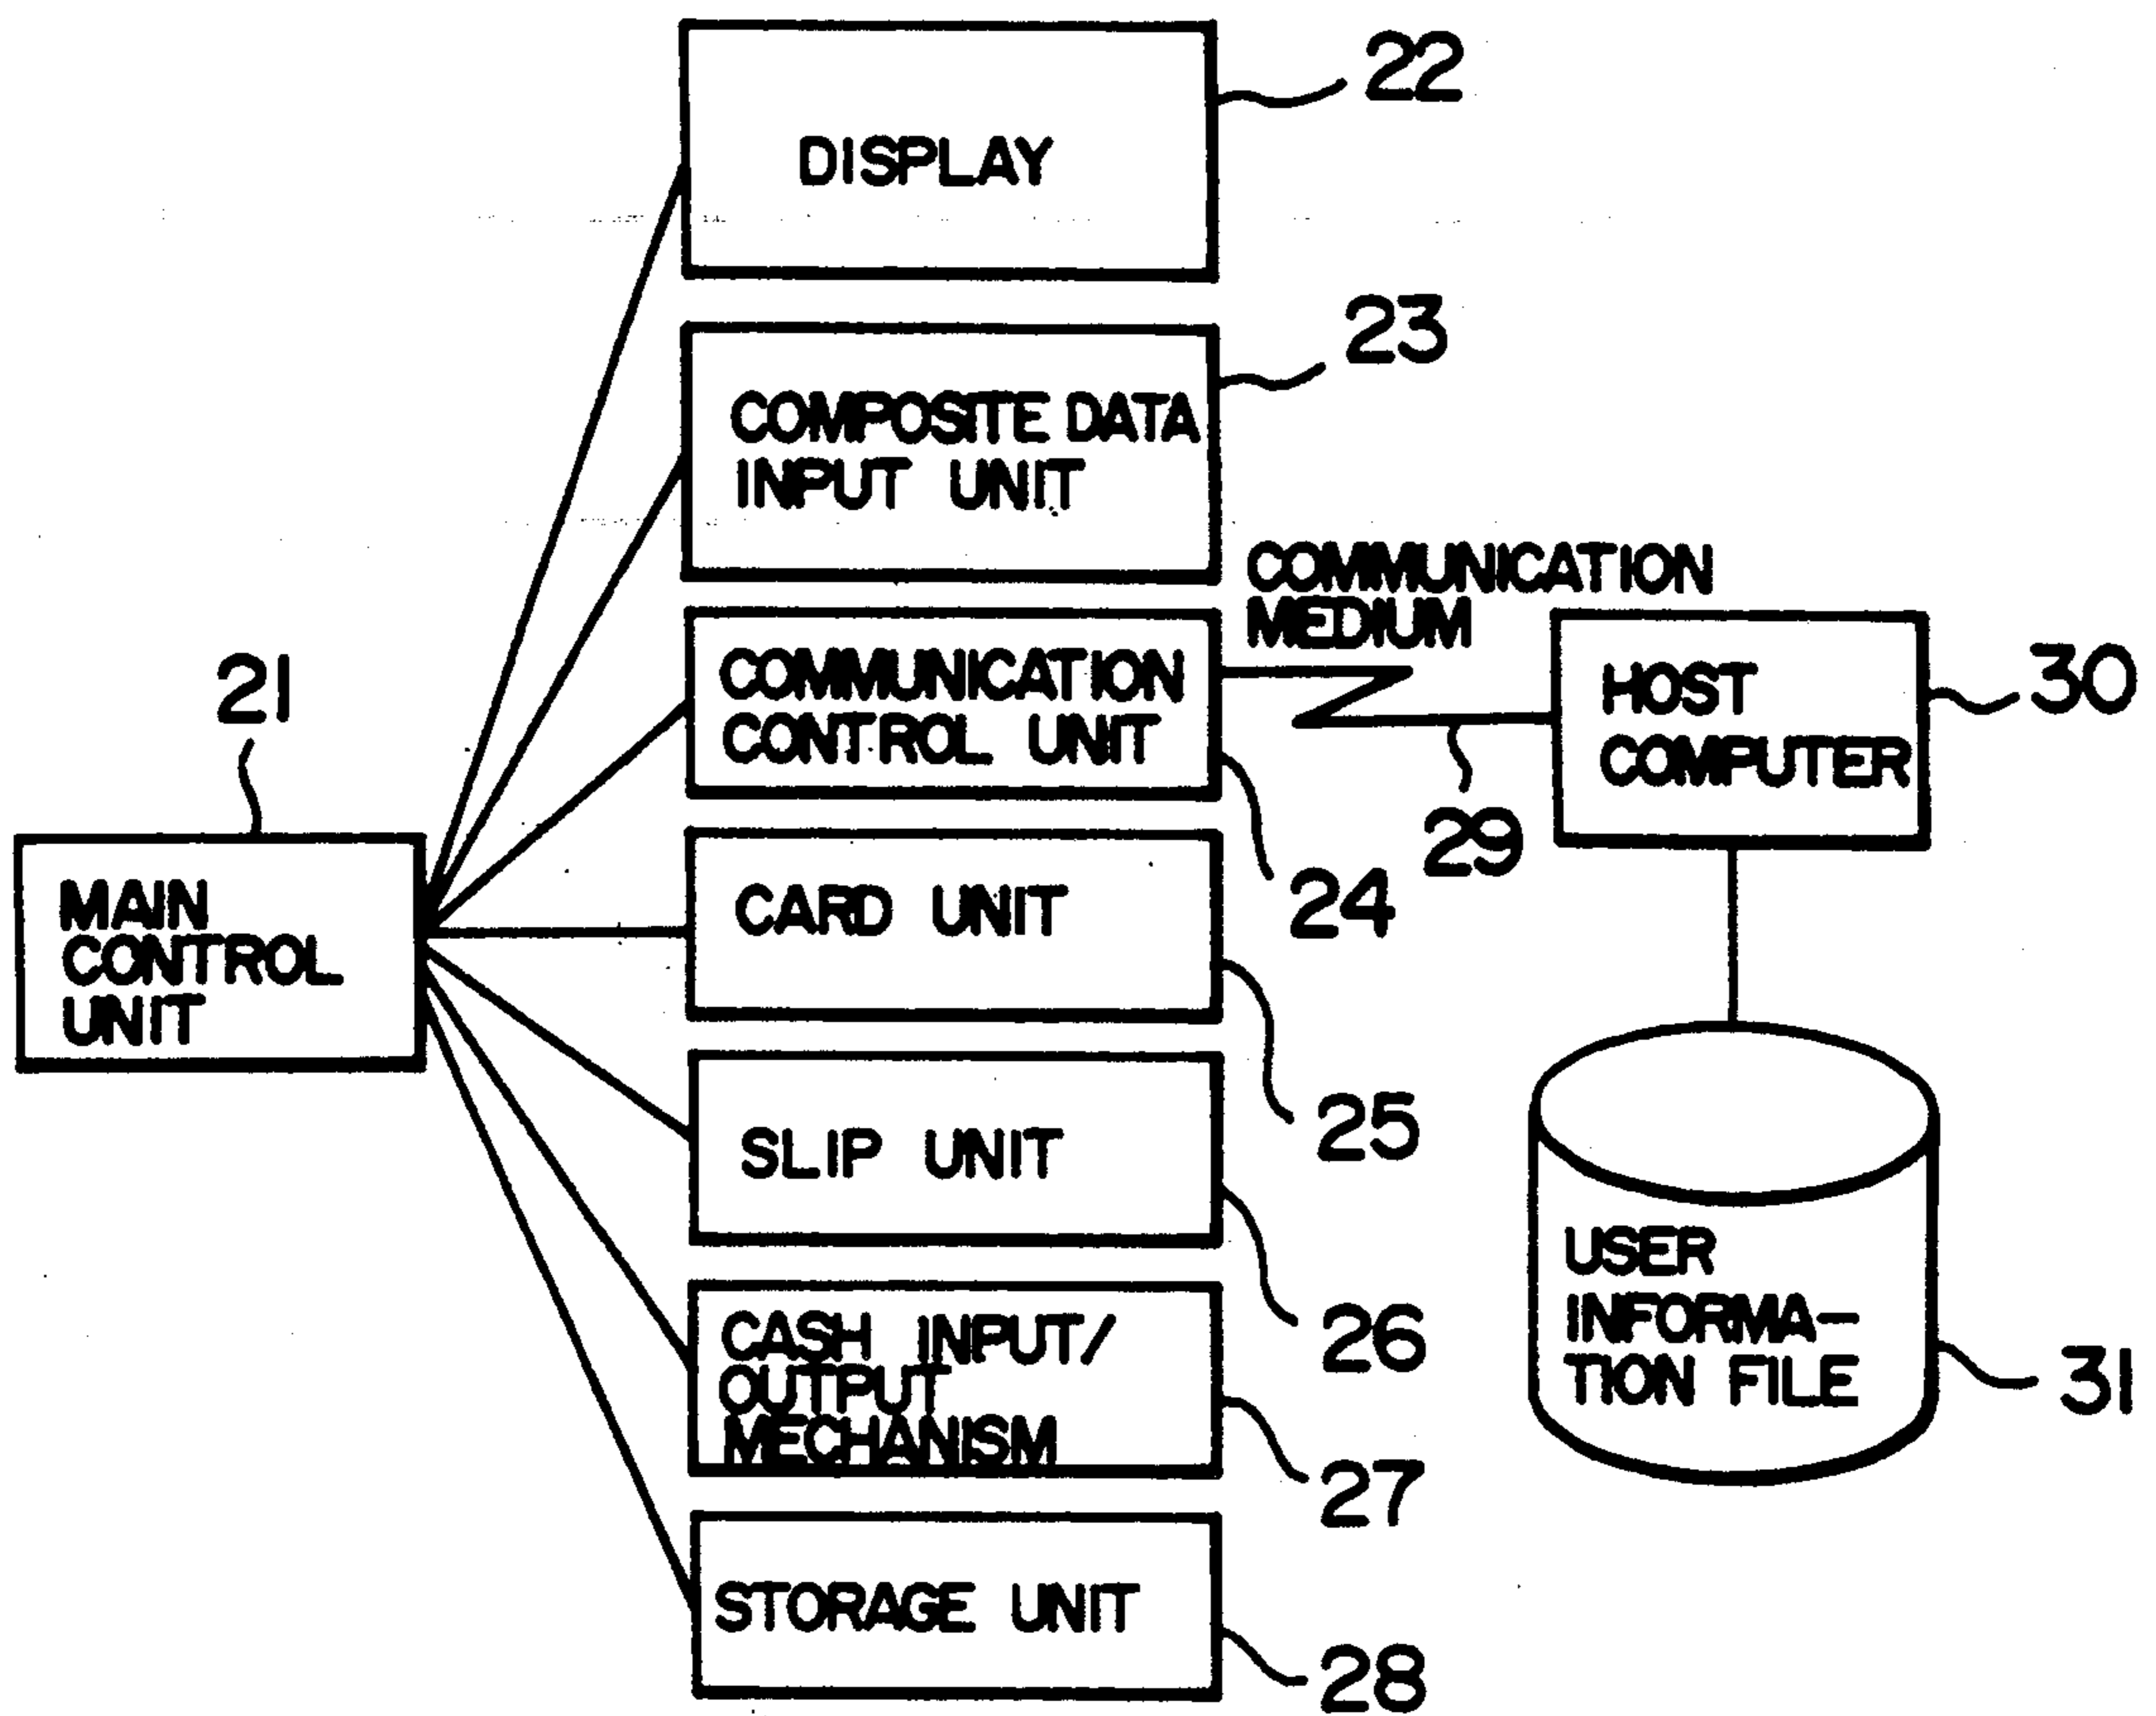 22
DISPLAY
23
COMPOSITE DATA
INPUT UNIT
COMMUNICATION
MEDIUM
COMMUNICATION
CONTROL UNIT
HOST
COMPUTER
30
21
29
24
MAIN
CONTROL
UNIT
CARD UNIT
25
SLIP UNIT
26
USER
INFORMA-
TION FILE
31
CASH INPUT/
OUTPUT
MECHANISM
27
STORAGE UNIT
28